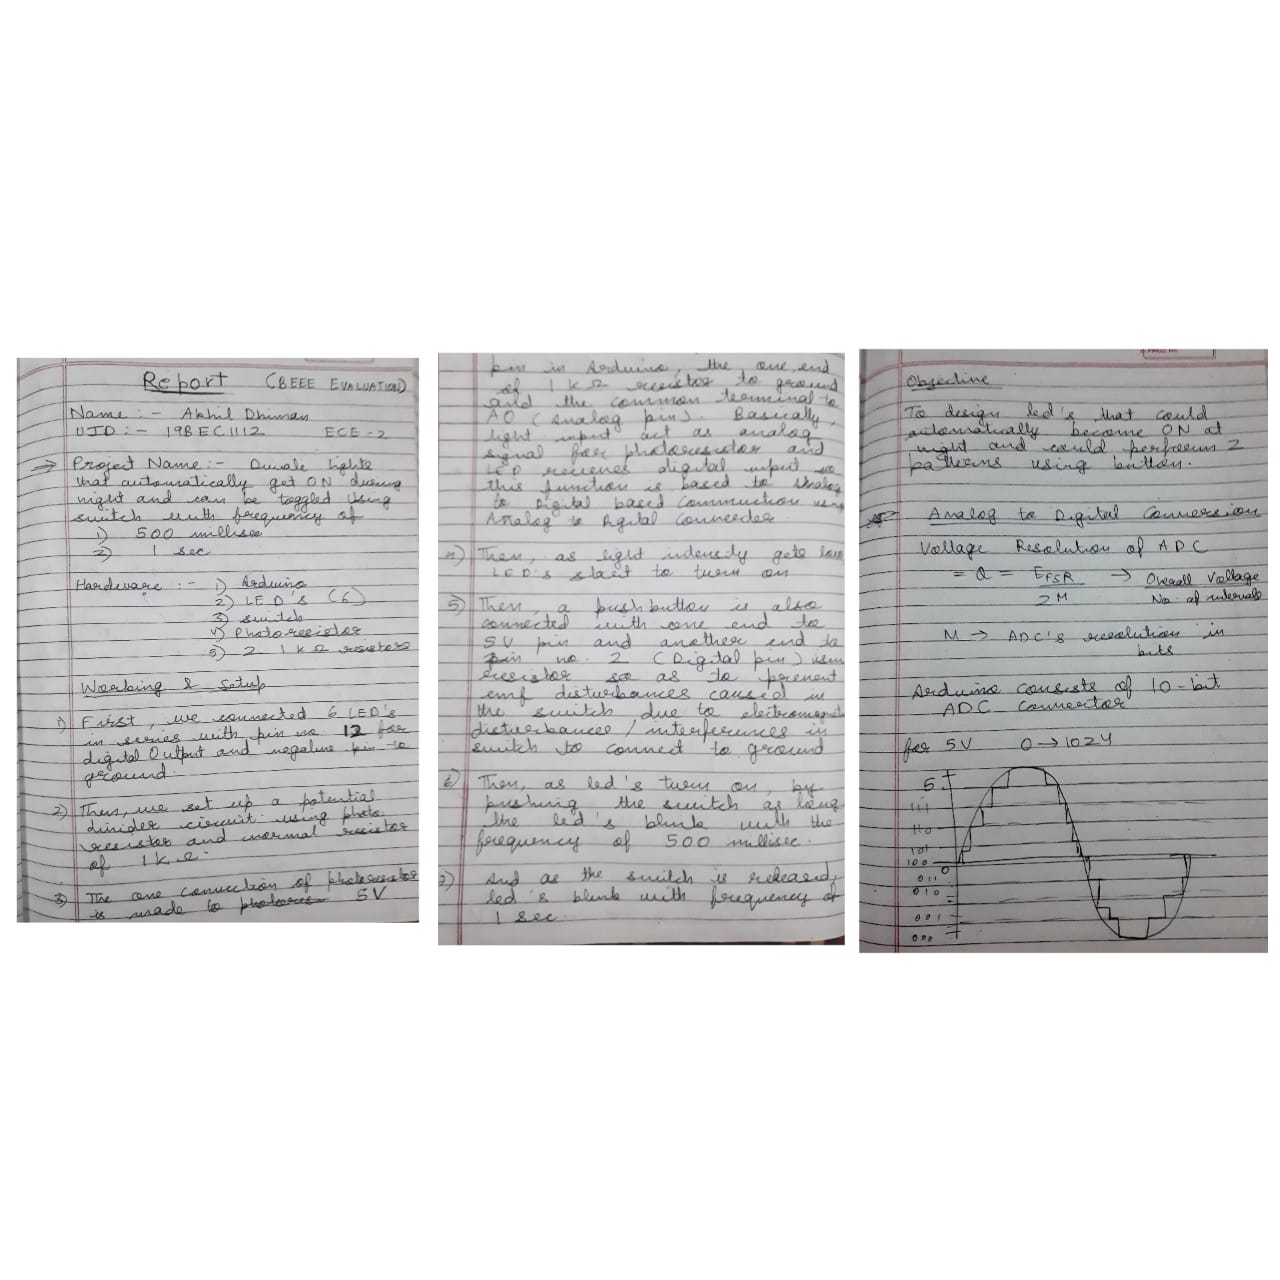 Report (BEEE EVALUATION)
Name :- Akhil Dhiman
UID :- 19BEC1112 ECE-2
Project Name :- Diwale Lights
that automatically get ON during
night and can be toggled using
switch with frequency of
1) 500 millisec
2) 1 sec
Hardware :- 1) Arduino
2) LED's (6)
3) switch
4) Photoresistor
5) 2 1 kΩ resistors
Working & Setup
1) First, we connected 6 LED's
in series with pin no. 12 for
digital Output and negative pin to
ground.
2) Then, we set up a potential
divider circuit using photo
resistor and normal resistor
of 1 kΩ.
3) The one connection of photoresistor
is made to 5V
pin in Arduino, the one end
of 1 kΩ resistor to ground
and the common terminal to
A0 (Analog pin). Basically,
light input act as analog
signal for photoresistor and
LED receives digital input so
this function is based to Analog
to Digital based Communication using
Analog to Digital Converter
4) Then, as light intensity gets low
LED's start to turn on
5) Then, a push button is also
connected with one end to
5V pin and another end to
pin no. 2 (Digital pin)
resistor so as to prevent
emf disturbances caused in
the switch due to electromagnet
disturbances / interferences in
switch to connect to ground
6) Then, as led's turn on, by
pushing the switch as long
the led's blink with the
frequency of 500 millisec.
7) And as the switch is released,
led's blink with frequency of
1 sec
Objective
To design led's that could
automatically become ON at
night and could perform 2
patterns using button.
Analog to Digital Conversion
Voltage Resolution of ADC
= Q = EFSR → Overall Voltage
2M No. of intervals
M → ADC's resolution in
bits
Arduino consists of 10-bit
ADC Convertor
for 5V 0→1024
5
111
110
101
100
0
011
010
001
000